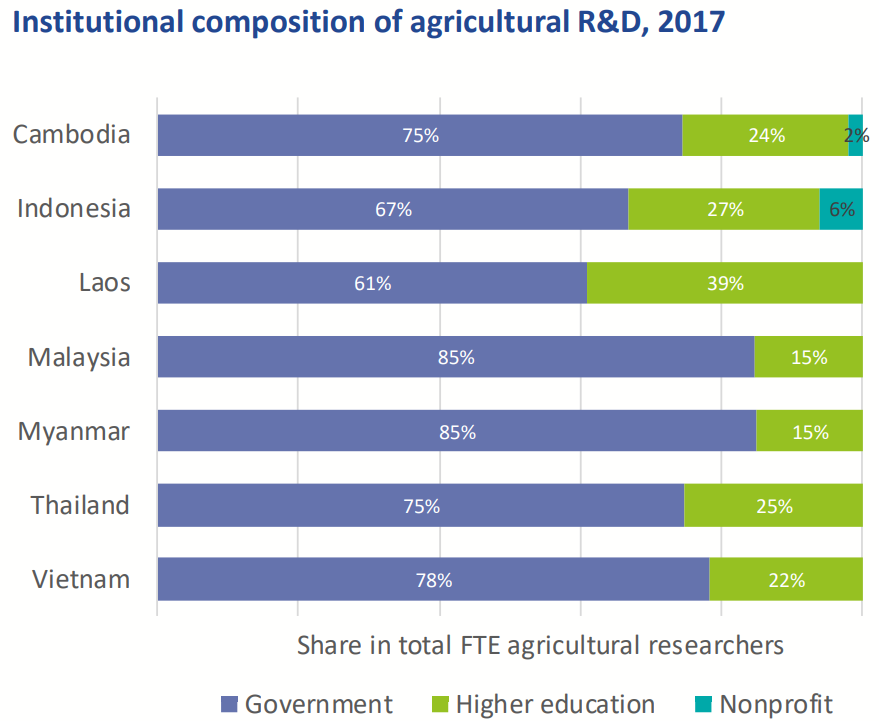 Institutional composition of agricultural R&D, 2017
Cambodia 75% 24% 2%
Indonesia 67% 27% 6%
Laos 61% 39%
Malaysia 85% 15%
Myanmar 85% 15%
Thailand 75% 25%
Vietnam 78% 22%
Share in total FTE agricultural researchers
Government Higher education Nonprofit